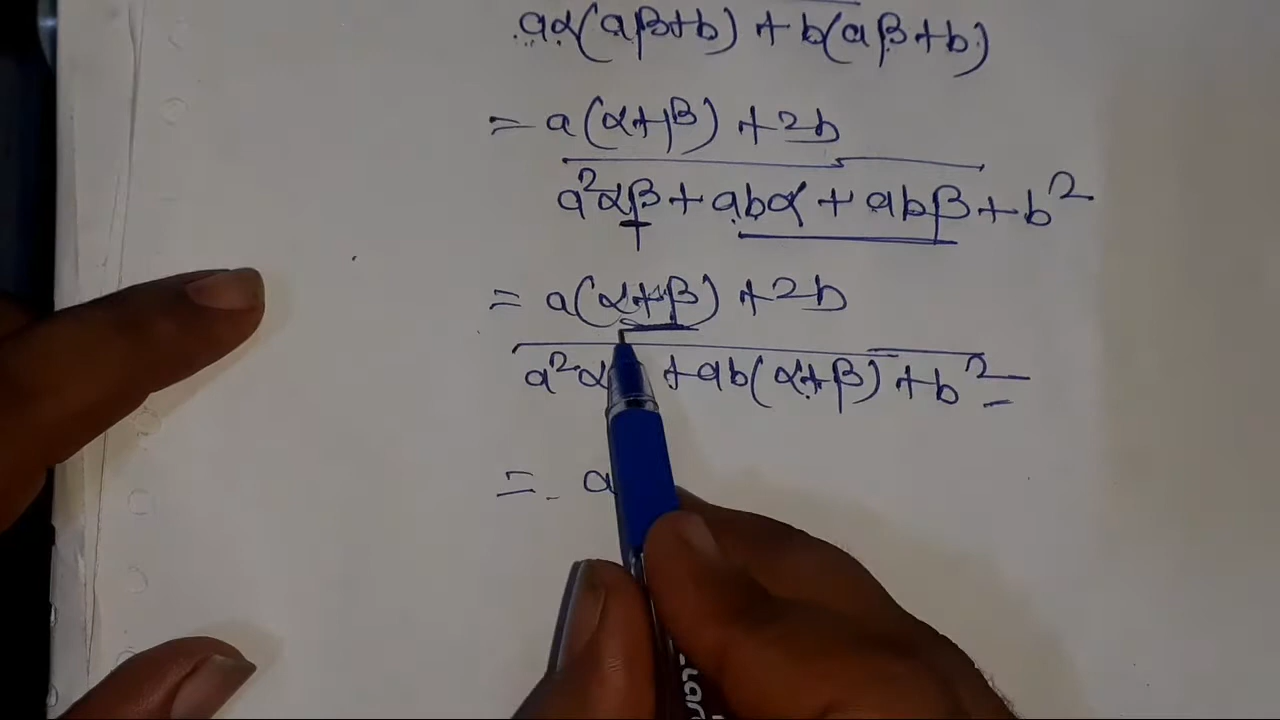 aα(aβ+b) + b(aβ+b)
= a(α+β) + 2b
a²αβ + abα + abβ + b²
= a(α+β) + 2b
a²α + ab(α+β) + b²
= a